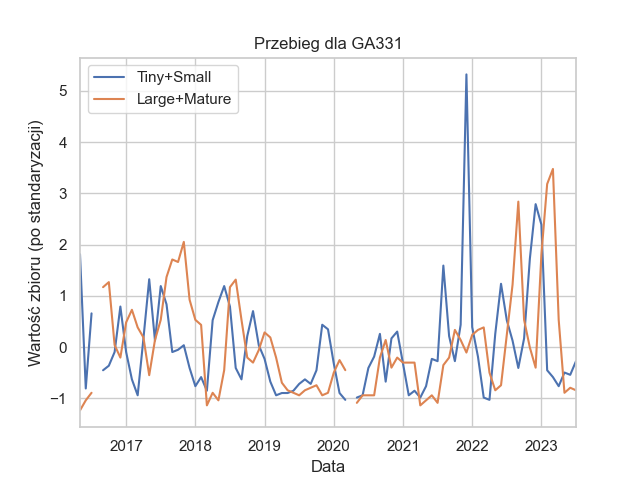 Przebieg dla GA331
Tiny+Small
Large+Mature
Wartość zbioru (po standaryzacji)
5
4
3
2
1
0
−1
2017 2018 2019 2020 2021 2022 2023
Data